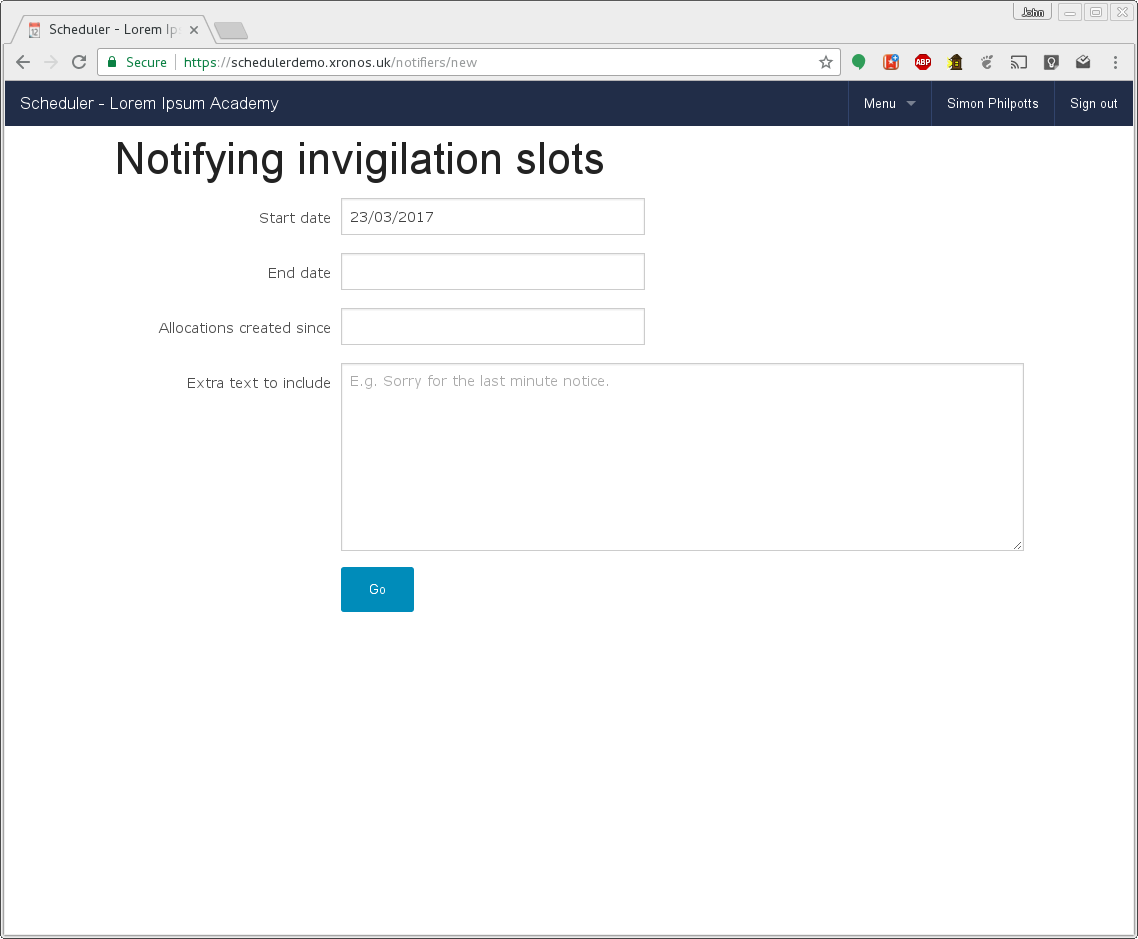 John
Scheduler - Lorem Ip
Secure
https://schedulerdemo.xronos.uk/notifiers/new
ABP
Scheduler - Lorem Ipsum Academy
Menu
Simon Philpotts
Sign out
Notifying invigilation slots
Start date
23/03/2017
End date
Allocations created since
Extra text to include
E.g. Sorry for the last minute notice.
Go